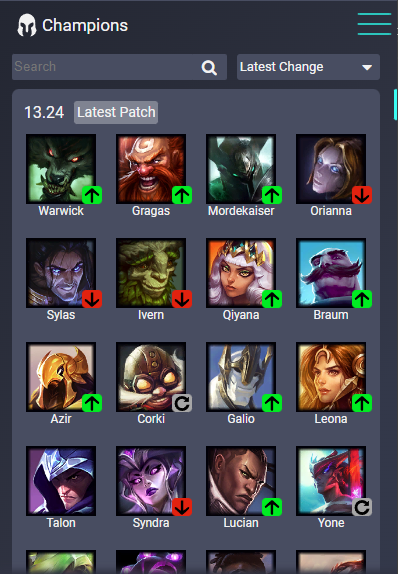 Champions
Search
Latest Change
13.24 Latest Patch
Warwick Gragas Mordekaiser Orianna
Sylas Ivern Qiyana Braum
Azir Corki Galio Leona
Talon Syndra Lucian Yone